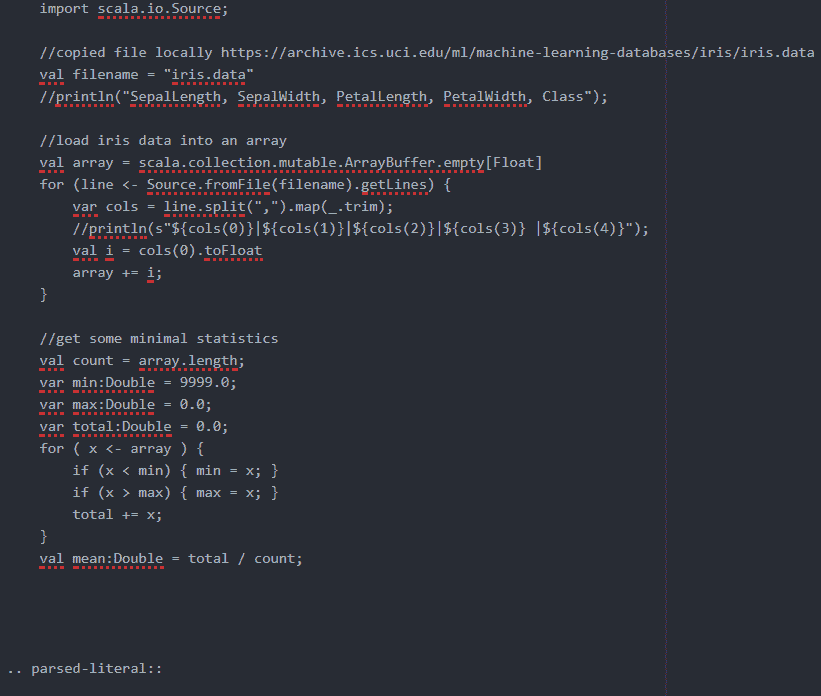 import scala.io.Source;
//copied file locally https://archive.ics.uci.edu/ml/machine-learning-databases/iris/iris.data
val filename = "iris.data"
//println("SepalLength, SepalWidth, PetalLength, PetalWidth, Class");
//load iris data into an array
val array = scala.collection.mutable.ArrayBuffer.empty[Float]
for (line <- Source.fromFile(filename).getLines) {
    var cols = line.split(",").map(_.trim);
    //println(s"${cols(0)}|${cols(1)}|${cols(2)}|${cols(3)} |${cols(4)}");
    val i = cols(0).toFloat
    array += i;
}
//get some minimal statistics
val count = array.length;
var min:Double = 9999.0;
var max:Double = 0.0;
var total:Double = 0.0;
for ( x <- array ) {
    if (x < min) { min = x; }
    if (x > max) { max = x; }
    total += x;
}
val mean:Double = total / count;
.. parsed-literal::